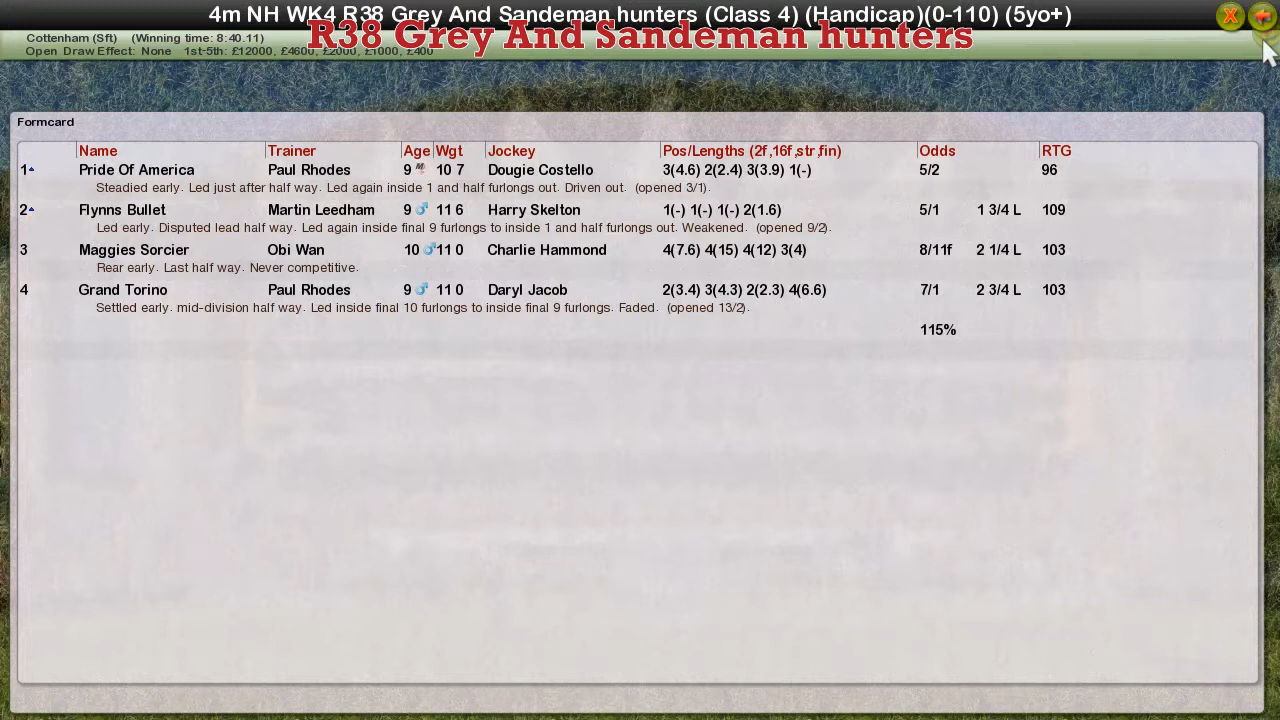 4m NH WK4 R38 Grey And Sandeman hunters (Class 4) (Handicap)(0-110) (5yo+)
R38 Grey And Sandeman hunters
Cottenham (Sft) (Winning time: 8:40.11)
Open Draw Effect: None 1st-5th: £12000, £4600, £2000, £1000, £400
X
Formcard
Name Trainer Age Wgt Jockey Pos/Lengths (2f,16f,str,fin) Odds RTG
1 Pride Of America Paul Rhodes 9 10 7 Dougie Costello 3(4.6) 2(2.4) 3(3.9) 1(-) 5/2 96
Steadied early. Led just after half way. Led again inside 1 and half furlongs out. Driven out. (opened 3/1).
2 Flynns Bullet Martin Leedham 9 11 6 Harry Skelton 1(-) 1(-) 1(-) 2(1.6) 5/1 1 3/4 L 109
Led early. Disputed lead half way. Led again inside final 9 furlongs to inside 1 and half furlongs out. Weakened. (opened 9/2).
3 Maggies Sorcier Obi Wan 10 11 0 Charlie Hammond 4(7.6) 4(15) 4(12) 3(4) 8/11f 2 1/4 L 103
Rear early. Last half way. Never competitive.
4 Grand Torino Paul Rhodes 9 11 0 Daryl Jacob 2(3.4) 3(4.3) 2(2.3) 4(6.6) 7/1 2 3/4 L 103
Settled early. mid-division half way. Led inside final 10 furlongs to inside final 9 furlongs. Faded. (opened 13/2).
115%